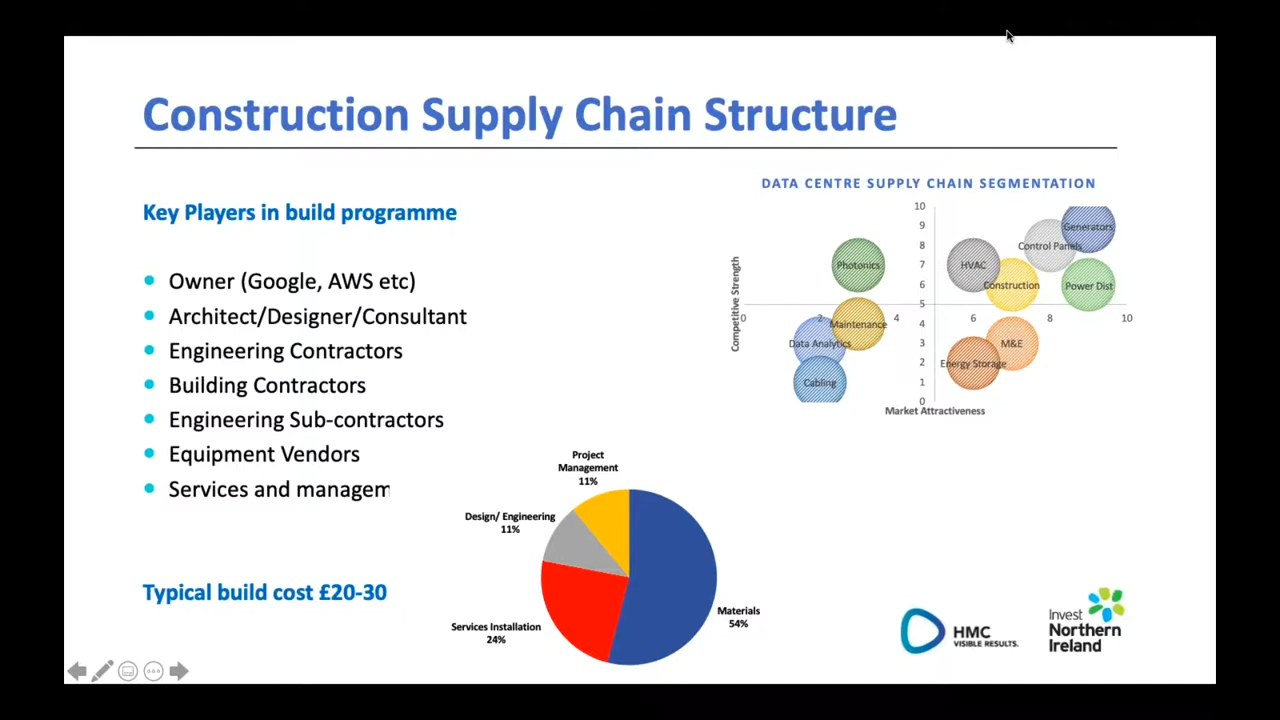 Construction Supply Chain Structure
Key Players in build programme
Owner (Google, AWS etc)
Architect/Designer/Consultant
Engineering Contractors
Building Contractors
Engineering Sub-contractors
Equipment Vendors
Services and managem
Typical build cost £20-30
DATA CENTRE SUPPLY CHAIN SEGMENTATION
Competitive Strength
10
9
8
7
6
5
4
3
2
1
0
0
2
4
6
8
10
Generators
Control Panels
Photonics
HVAC
Construction
Power Dist
Maintenance
Data Analytics
M&E
Energy Storage
Cabling
Market Attractiveness
Project
Management
11%
Design/ Engineering
11%
Services Installation
24%
Materials
54%
HMC
VISIBLE RESULTS.
Invest
Northern
Ireland